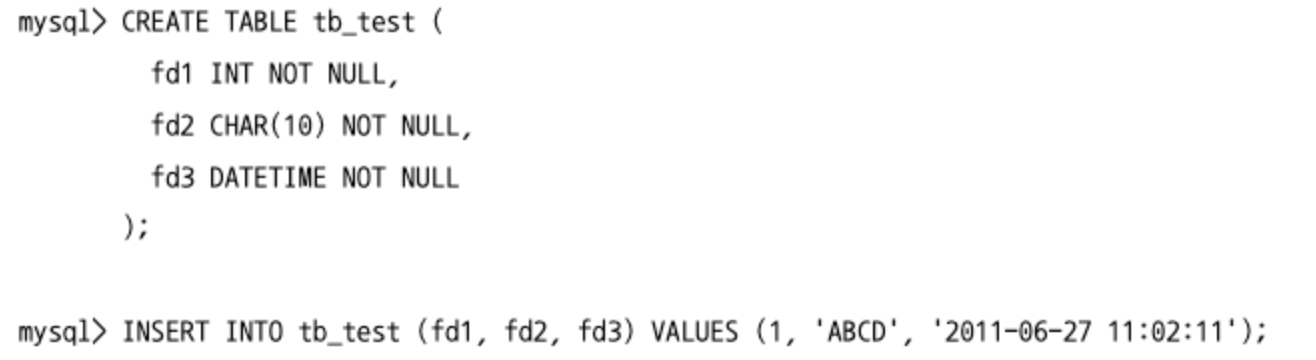 mysql> CREATE TABLE tb_test (
fd1 INT NOT NULL,
fd2 CHAR(10) NOT NULL,
fd3 DATETIME NOT NULL
);
mysql> INSERT INTO tb_test (fd1, fd2, fd3) VALUES (1, 'ABCD', '2011-06-27 11:02:11');